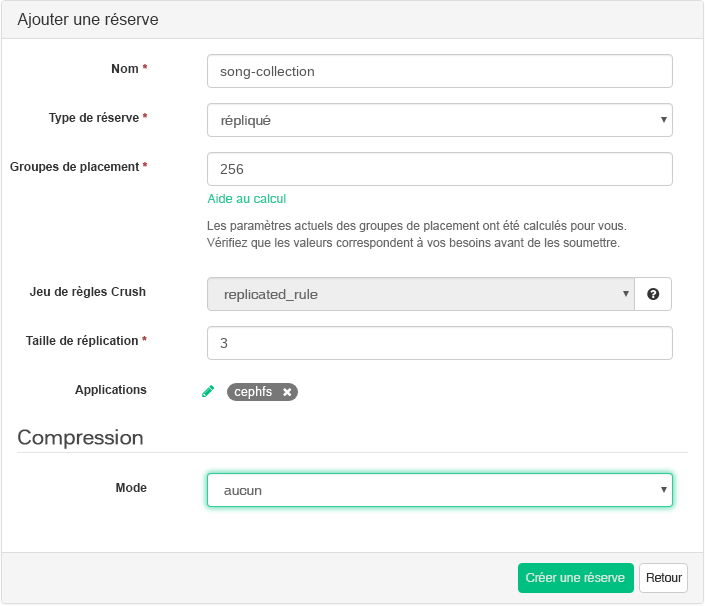 Ajouter une réserve
Nom *
song-collection
Type de réserve *
répliqué
Groupes de placement *
256
Aide au calcul
Les paramètres actuels des groupes de placement ont été calculés pour vous.
Vérifiez que les valeurs correspondent à vos besoins avant de les soumettre.
Jeu de règles Crush
replicated_rule
Taille de réplication *
3
Applications
cephfs
Compression
Mode
aucun
Créer une réserve
Retour